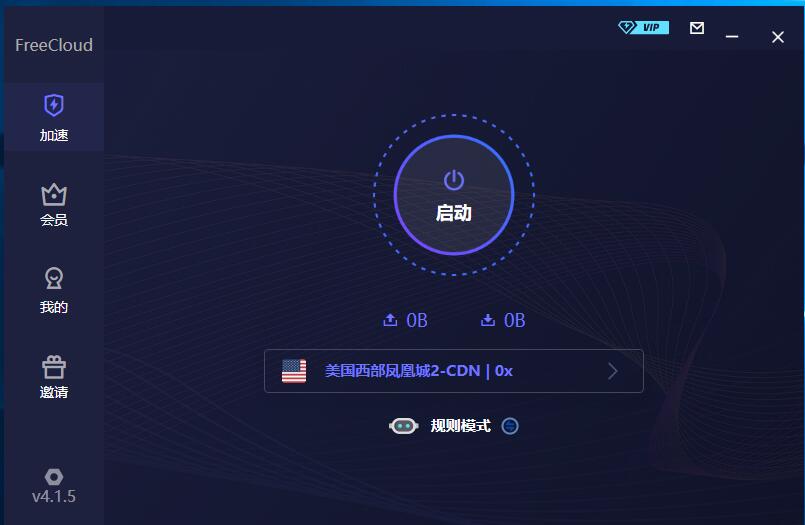 FreeCloud
VIP
加速
启动
会员
我的
0B 0B
美国西部凤凰城2-CDN | 0x
邀请
规则模式
v4.1.5